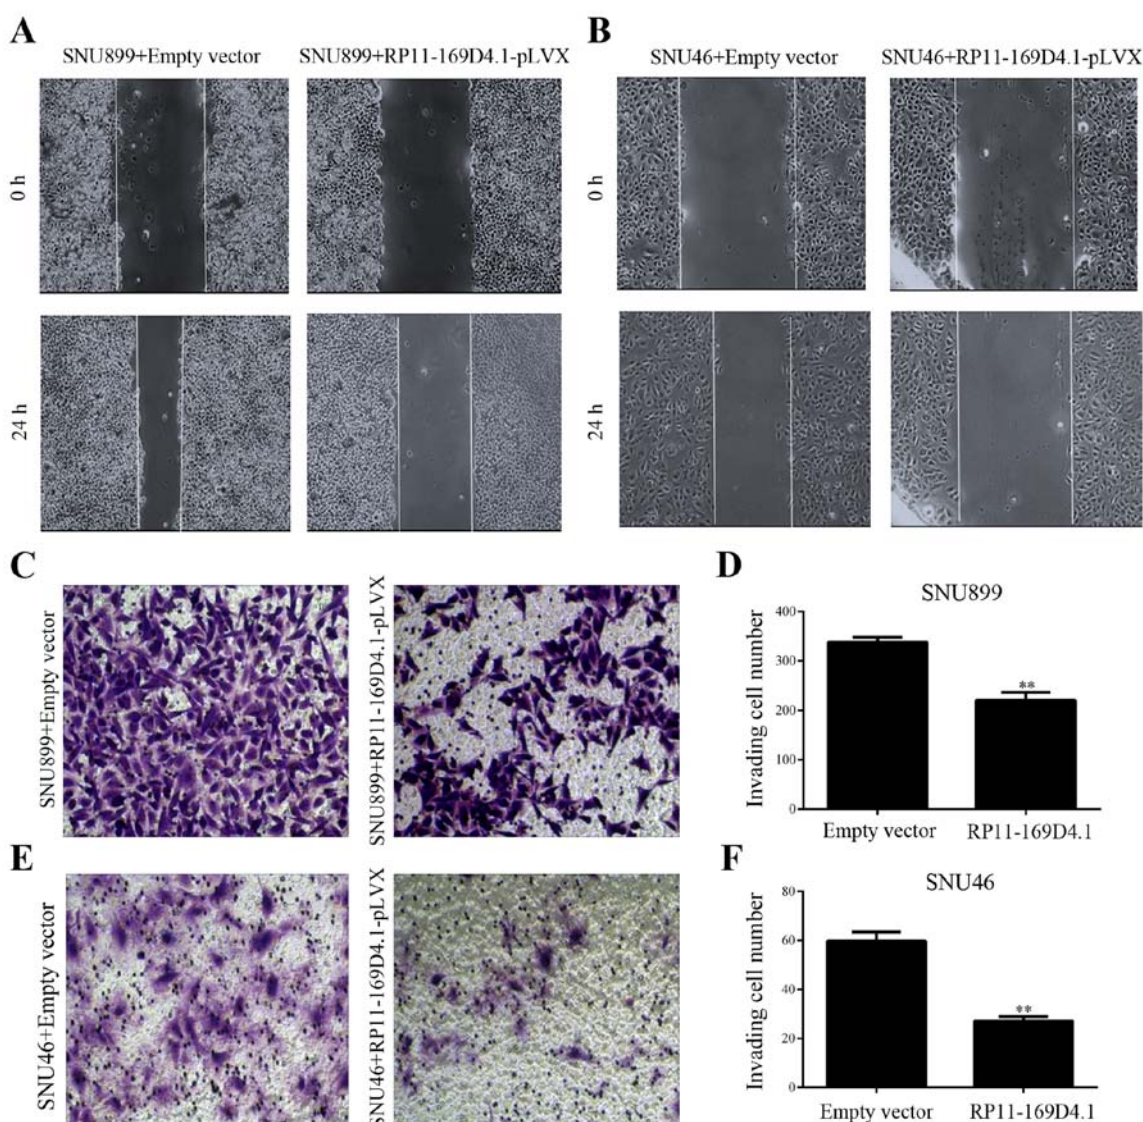 A
B
SNU899+Empty vector
SNU899+RP11-169D4.1-pLVX
SNU46+Empty vector
SNU46+RP11-169D4.1-pLVX
0 h
0 h
24 h
24 h
C
SNU899+Empty vector
SNU899+RP11-169D4.1-pLVX
D
SNU899
Invading cell number
400
300
200
100
0
**
Empty vector
RP11-169D4.1
E
SNU46+Empty vector
SNU46+RP11-169D4.1-pLVX
F
SNU46
Invading cell number
80
60
40
20
0
**
Empty vector
RP11-169D4.1